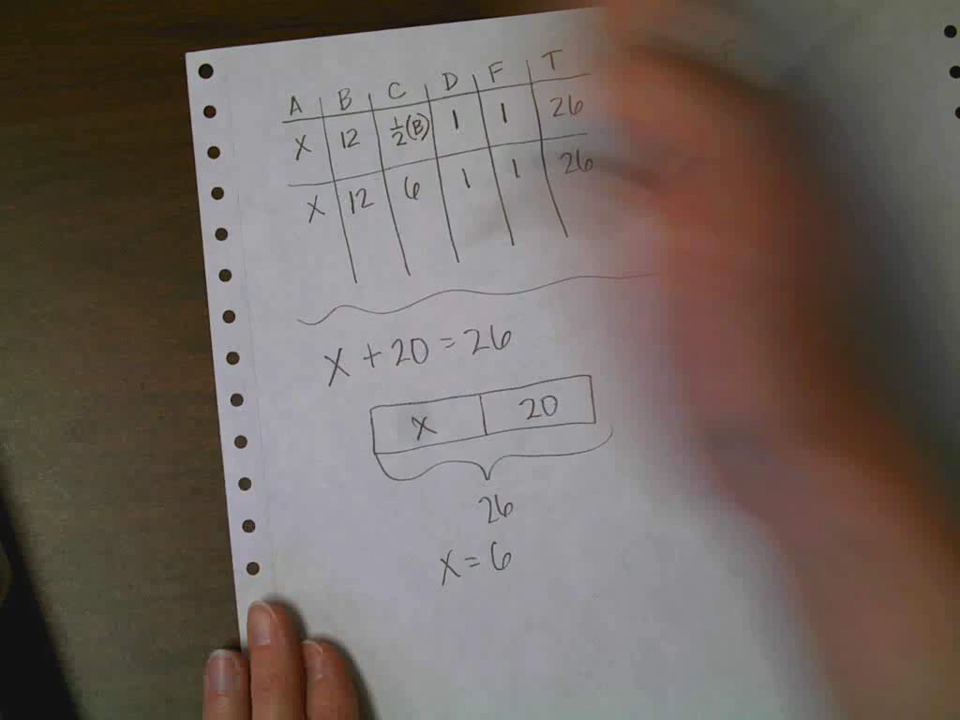 A B C D F T
X 12 ½(B) 1 1 26
X 12 6 1 1 26
X + 20 = 26
X 20
26
X = 6